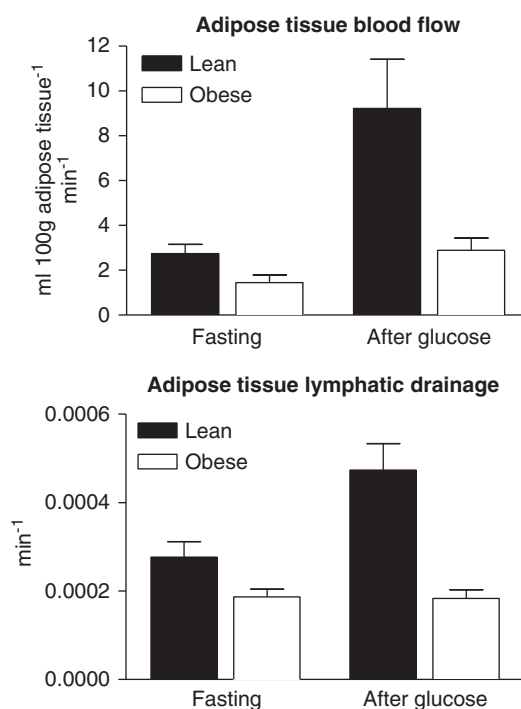 Adipose tissue blood flow
ml 100g adipose tissue⁻¹
min⁻¹
12
10
8
6
4
2
0
Lean
Obese
Fasting After glucose
Adipose tissue lymphatic drainage
min⁻¹
0.0006
0.0004
0.0002
0.0000
Lean
Obese
Fasting After glucose